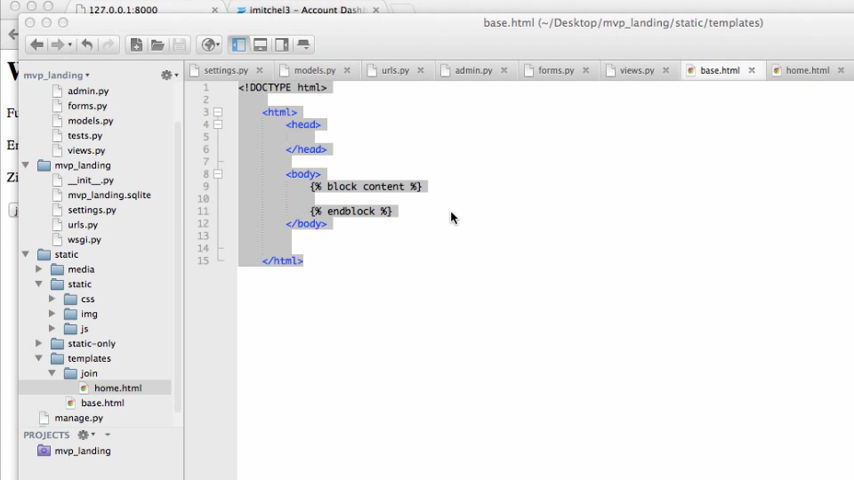 127.0.0.1:8000
jmitchel3 - Account Dash
base.html (~/Desktop/mvp_landing/static/templates)
mvp_landing
settings.py
models.py
urls.py
admin.py
forms.py
views.py
base.html
home.html
admin.py
forms.py
models.py
tests.py
views.py
mvp_landing
__init__.py
mvp_landing.sqlite
settings.py
urls.py
wsgi.py
static
media
static
css
img
js
static-only
templates
join
home.html
base.html
manage.py
PROJECTS
mvp_landing
1 <!DOCTYPE html>
2
3 <html>
4 <head>
5
6 </head>
7
8 <body>
9 {% block content %}
10
11 {% endblock %}
12 </body>
13
14
15 </html>